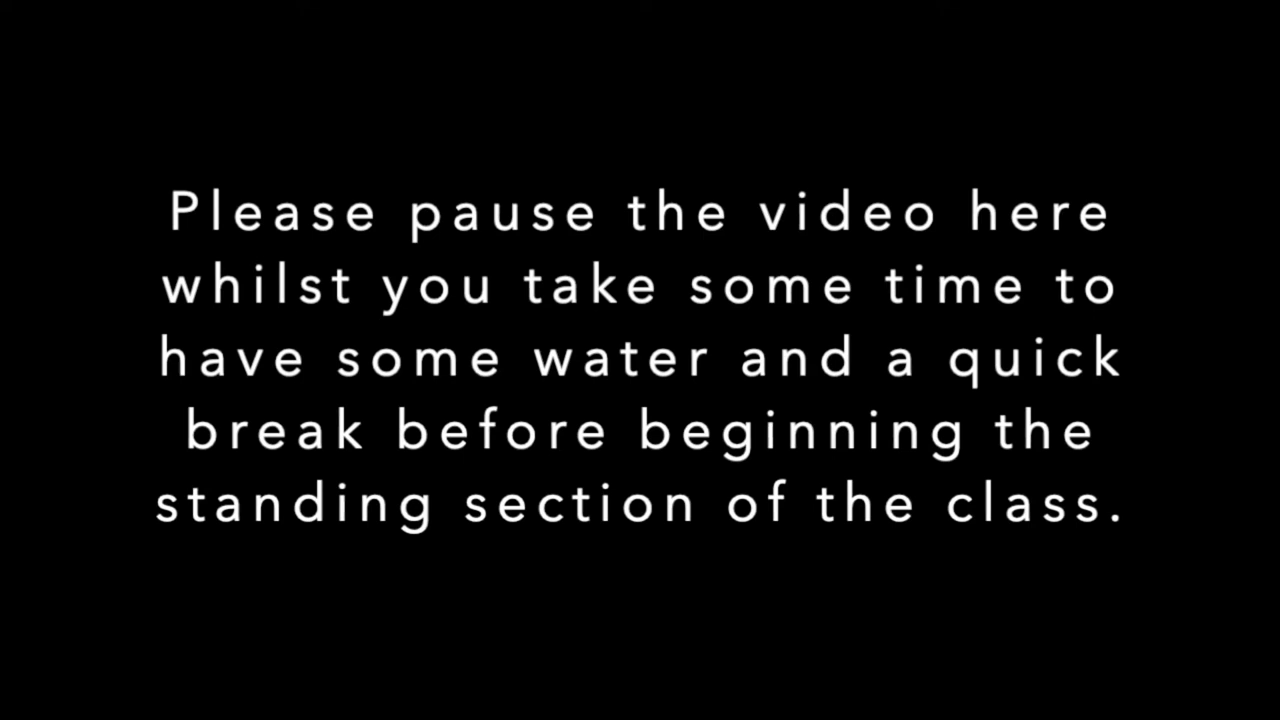 Please pause the video here
whilst you take some time to
have some water and a quick
break before beginning the
standing section of the class.